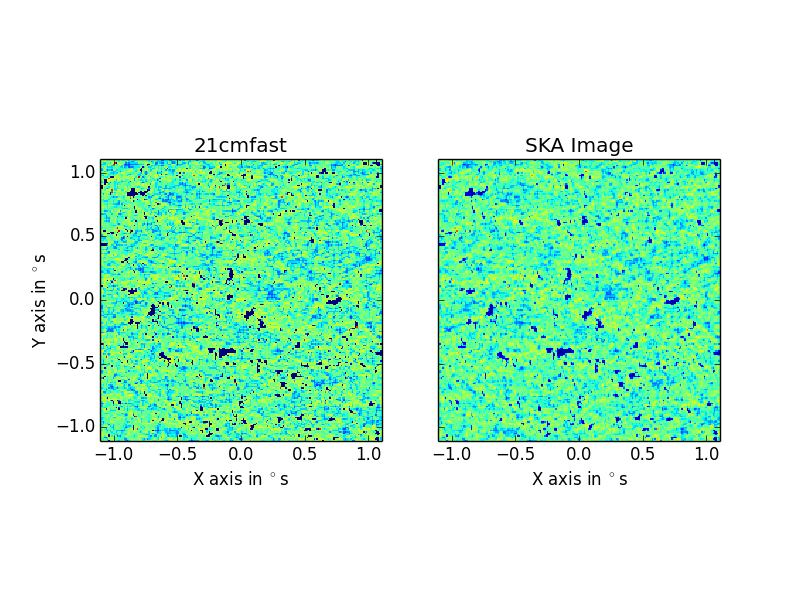 21cmfast
SKA Image
1.0
0.5
0.0
−0.5
−1.0
Y axis in °s
−1.0 −0.5 0.0 0.5 1.0
−1.0 −0.5 0.0 0.5 1.0
X axis in °s
X axis in °s